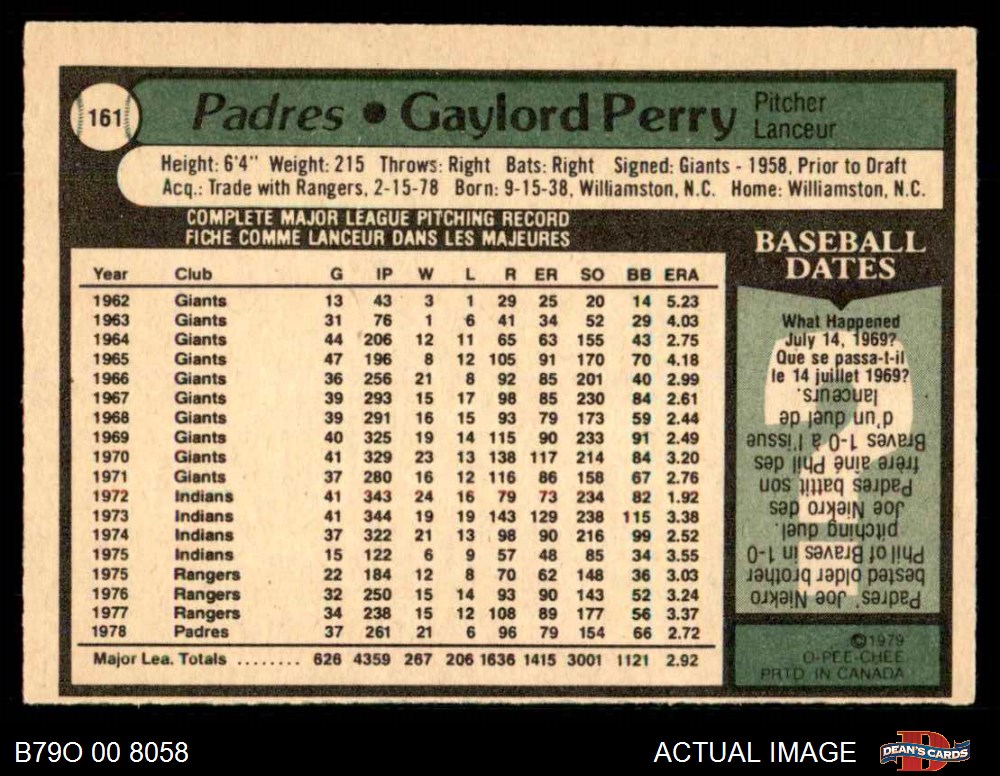 161
Padres • Gaylord Perry
Pitcher
Lanceur
Height: 6'4" Weight: 215 Throws: Right Bats: Right Signed: Giants - 1958, Prior to Draft
Acq.: Trade with Rangers, 2-15-78 Born: 9-15-38, Williamston, N.C. Home: Williamston, N.C.
COMPLETE MAJOR LEAGUE PITCHING RECORD
FICHE COMME LANCEUR DANS LES MAJEURES
Year Club G IP W L R ER SO BB ERA
1962 Giants 13 43 3 1 29 25 20 14 5.23
1963 Giants 31 76 1 6 41 34 52 29 4.03
1964 Giants 44 206 12 11 65 63 155 43 2.75
1965 Giants 47 196 8 12 105 91 170 70 4.18
1966 Giants 36 256 21 8 92 85 201 40 2.99
1967 Giants 39 293 15 17 98 85 230 84 2.61
1968 Giants 39 291 16 15 93 79 173 59 2.44
1969 Giants 40 325 19 14 115 90 233 91 2.49
1970 Giants 41 329 23 13 138 117 214 84 3.20
1971 Giants 37 280 16 12 116 86 158 67 2.76
1972 Indians 41 343 24 16 79 73 234 82 1.92
1973 Indians 41 344 19 19 143 129 238 115 3.38
1974 Indians 37 322 21 13 98 90 216 99 2.52
1975 Indians 15 122 6 9 57 48 85 34 3.55
1975 Rangers 22 184 12 8 70 62 148 36 3.03
1976 Rangers 32 250 15 14 93 90 143 52 3.24
1977 Rangers 34 238 15 12 108 89 177 56 3.37
1978 Padres 37 261 21 6 96 79 154 66 2.72
Major Lea. Totals ........ 626 4359 267 206 1636 1415 3001 1121 2.92
BASEBALL
DATES
What Happened
July 14, 1969?
Que se passa-t-il
le 14 juillet 1969?
Padres' Joe Niekro
bested older brother
Phil of Braves in 1-0
pitching duel.
Joe Niekro des
Padres battit son
frère aîné Phil des
Braves 1-0 à l'issue
d'un duel de
lanceurs.
©1979
O-PEE-CHEE
PRTD IN CANADA
B79O 00 8058
ACTUAL IMAGE
D
DEAN'S CARDS